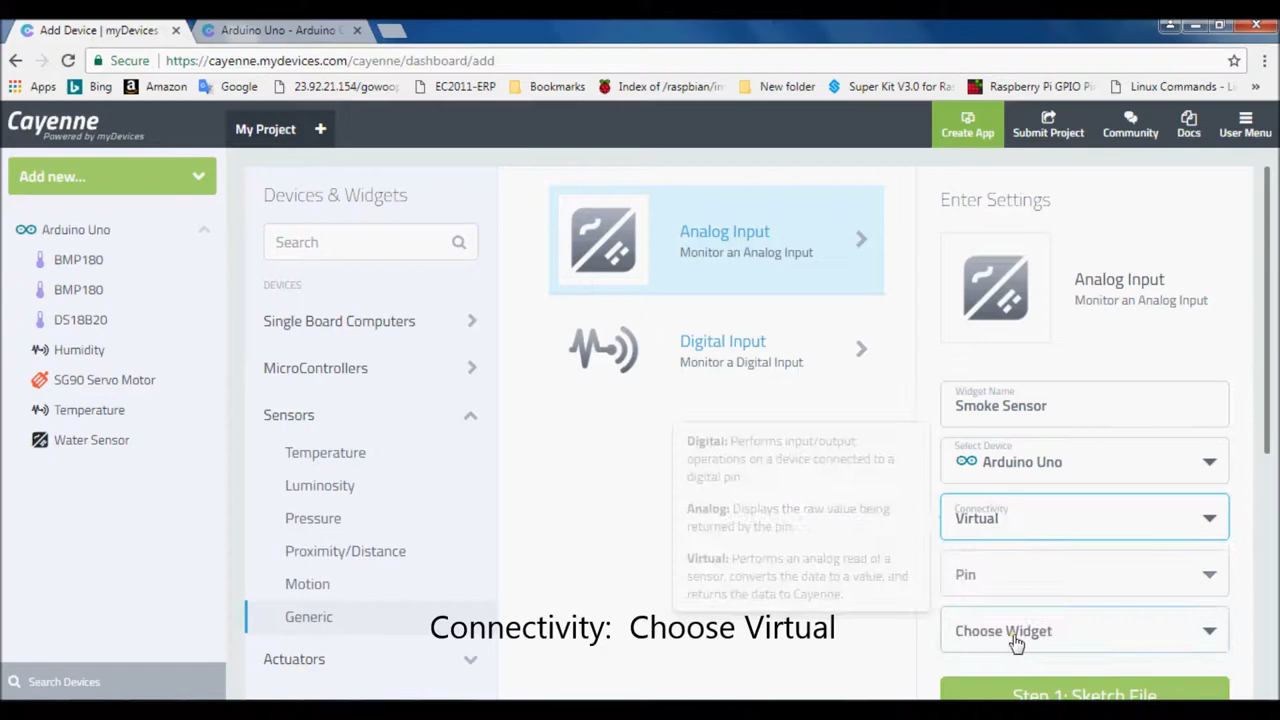 Add Device | myDevices
Arduino Uno - Arduino C
Secure
https://cayenne.mydevices.com/cayenne/dashboard/add
Apps
Bing
Amazon
Google
23.92.21.154/gowoo
EC2011-ERP
Bookmarks
Index of /raspbian/im
New folder
Super Kit V3.0 for Ras
Raspberry Pi GPIO Pi
Linux Commands - L
»
Cayenne
Powered by myDevices
My Project
Create App
Submit Project
Community
Docs
User Menu
Add new...
Arduino Uno
BMP180
BMP180
DS18B20
Humidity
SG90 Servo Motor
Temperature
Water Sensor
Search Devices
Devices & Widgets
Search
DEVICES
Single Board Computers
MicroControllers
Sensors
Temperature
Luminosity
Pressure
Proximity/Distance
Motion
Generic
Actuators
Analog Input
Monitor an Analog Input
Digital Input
Monitor a Digital Input
Digital: Performs input/output
operations on a device connected to a
digital pin.
Analog: Displays the raw value being
returned by the pin.
Virtual: Performs an analog read of a
sensor, converts the data to a value, and
returns the data to Cayenne.
Connectivity: Choose Virtual
Enter Settings
Analog Input
Monitor an Analog Input
Widget Name
Smoke Sensor
Select Device
Arduino Uno
Connectivity
Virtual
Pin
Choose Widget
Step 1: Sketch File